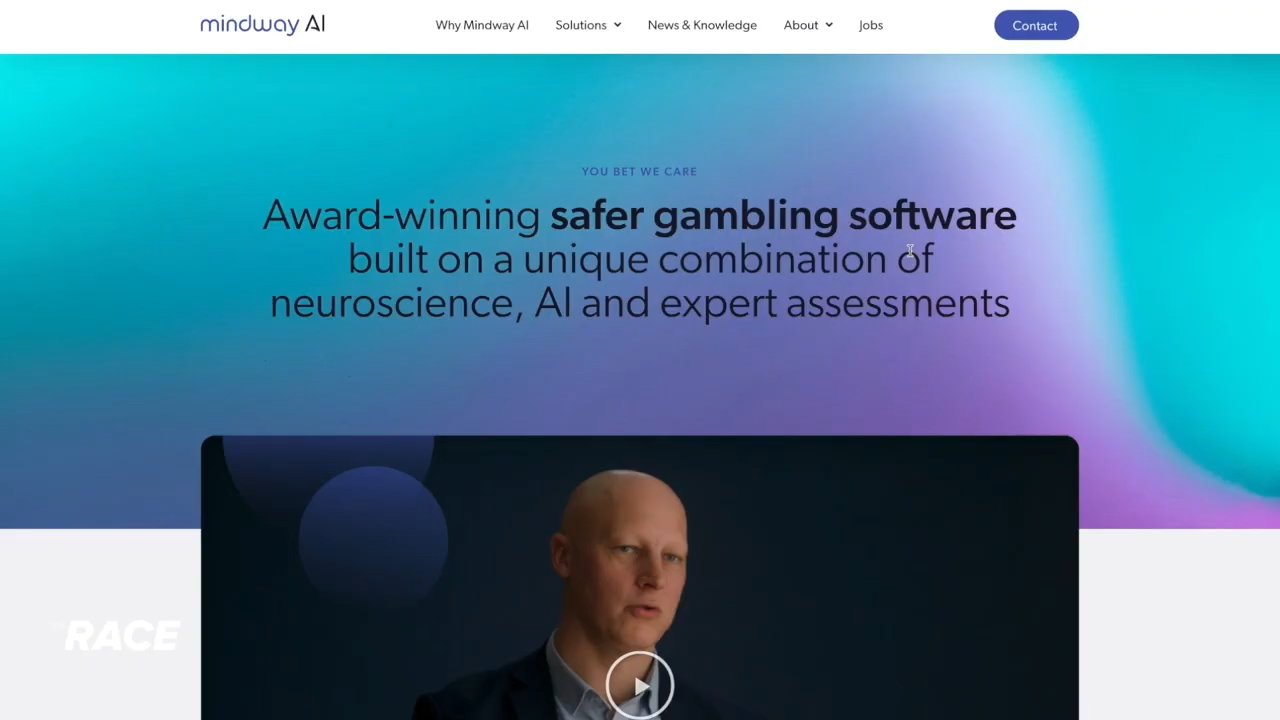 mindway AI
Why Mindway AI
Solutions
News & Knowledge
About
Jobs
Contact
YOU BET WE CARE
Award-winning safer gambling software
built on a unique combination of
neuroscience, AI and expert assessments
RACE